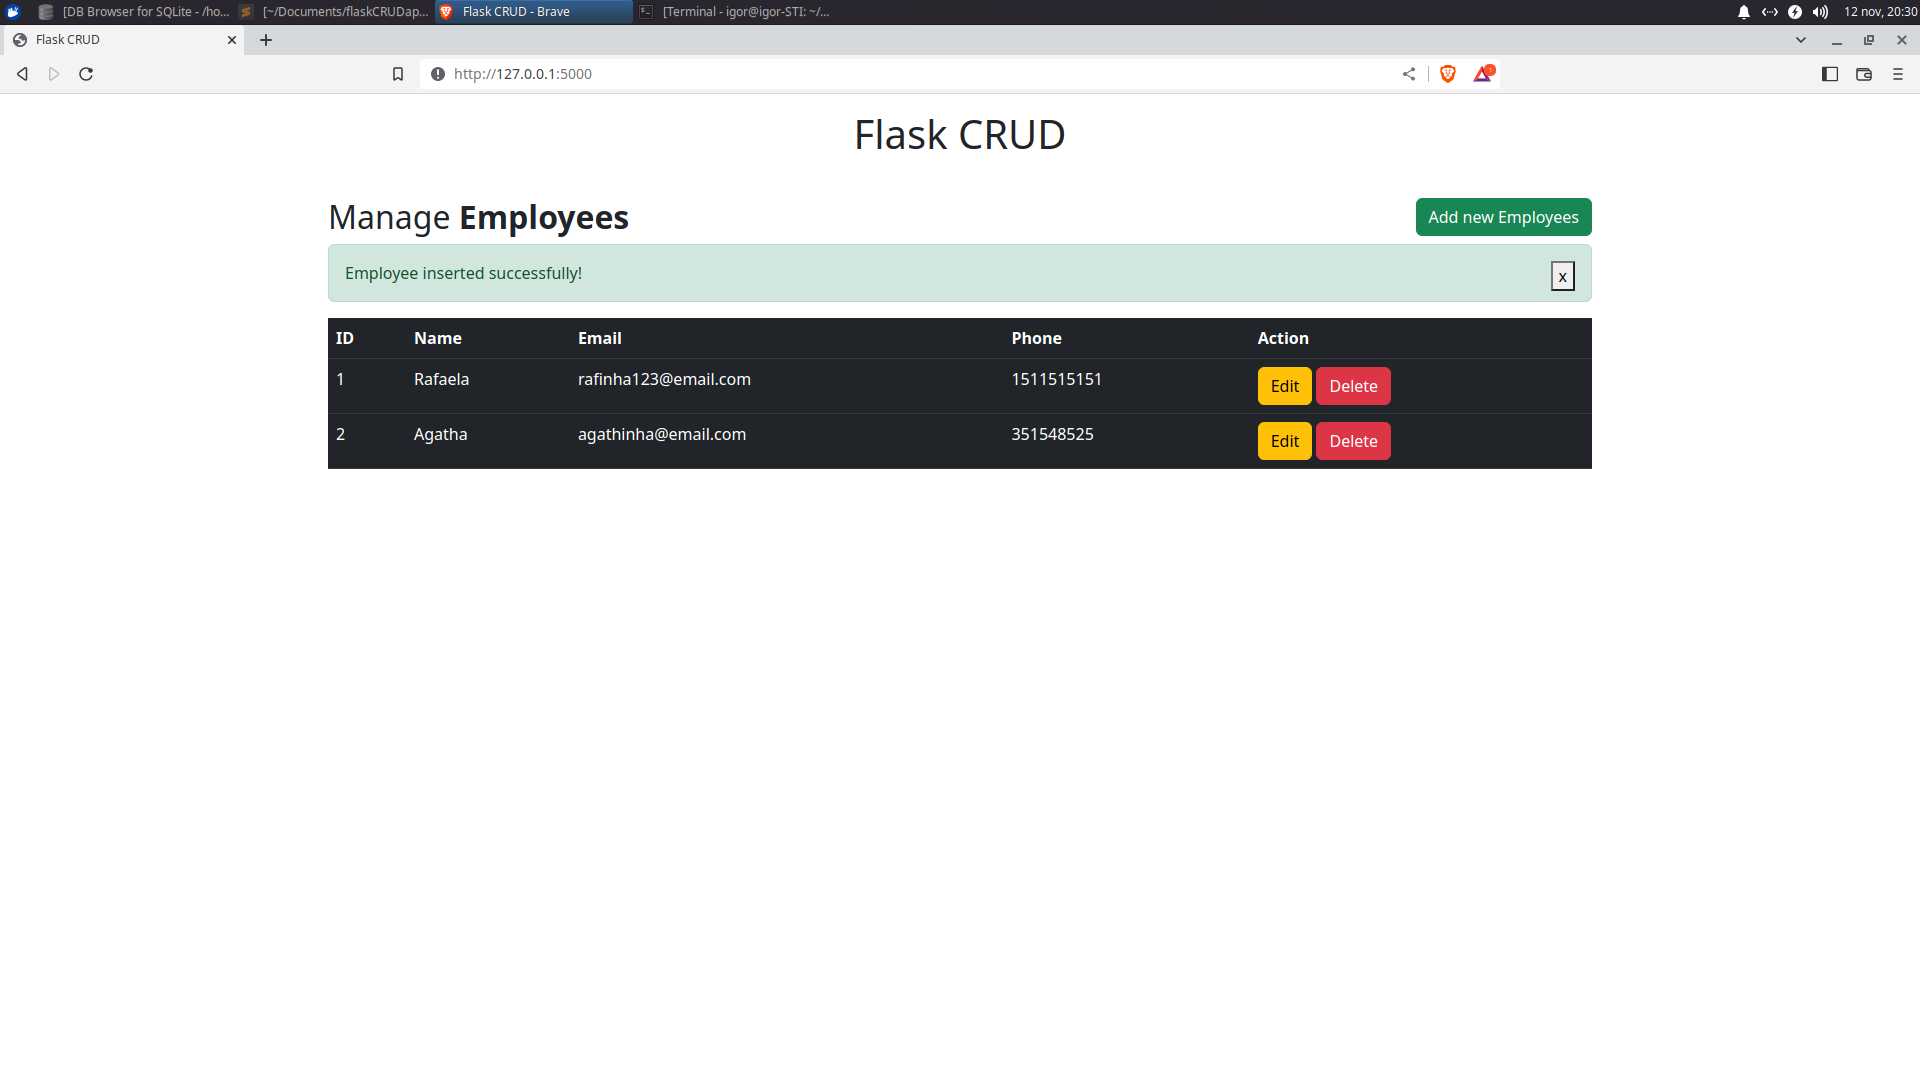 [DB Browser for SQLite - /ho... [~/Documents/flaskCRUDap... Flask CRUD - Brave [Terminal - igor@igor-STI: ~/... 12 nov, 20:30
Flask CRUD
http://127.0.0.1:5000
Flask CRUD
Manage Employees Add new Employees
Employee inserted successfully! x
ID Name Email Phone Action
1 Rafaela rafinha123@email.com 1511515151 Edit Delete
2 Agatha agathinha@email.com 351548525 Edit Delete